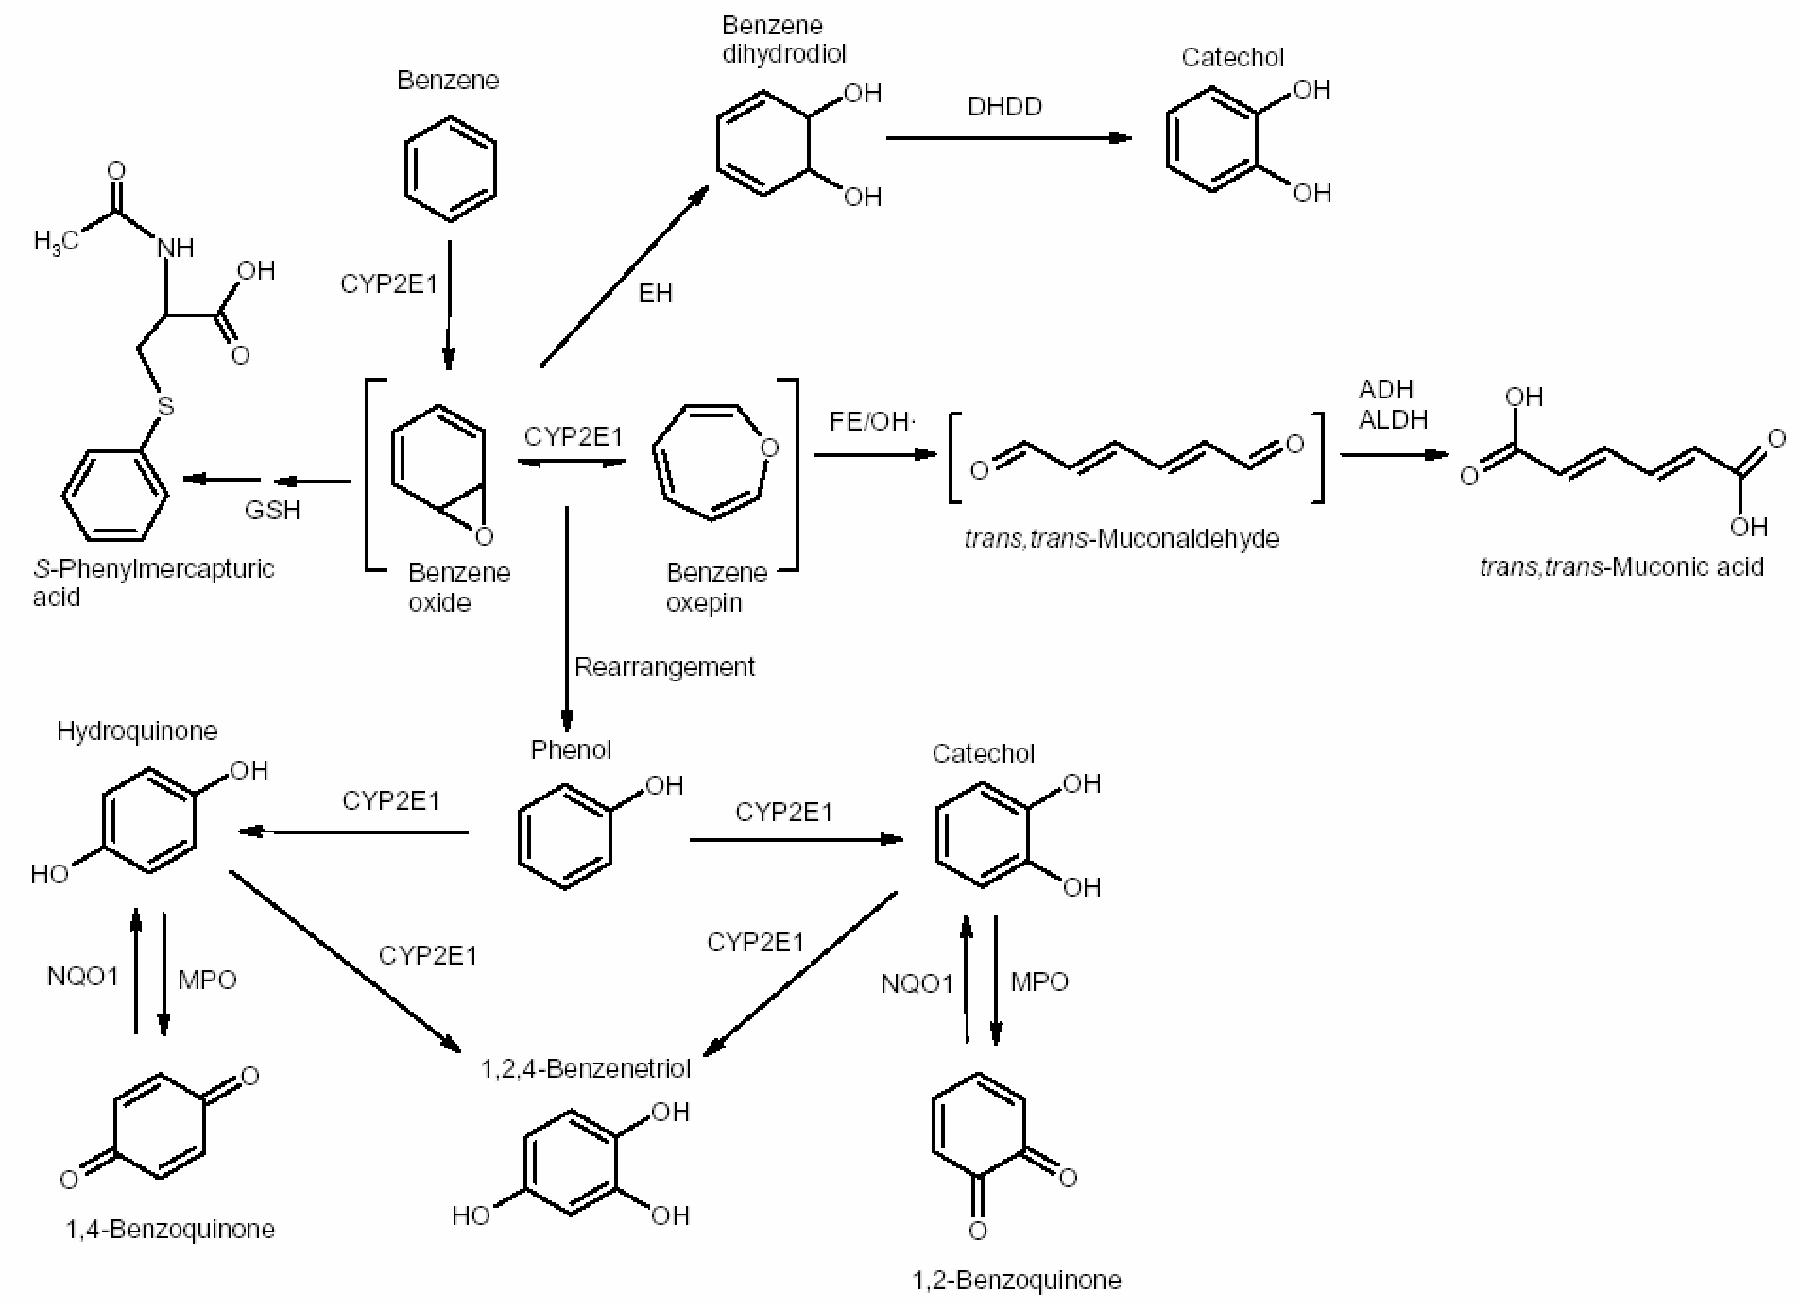 Benzene
dihydrodiol
OH
OH
DHDD
Catechol
OH
OH
Benzene
CYP2E1
EH
O
H3C
NH
OH
O
S
GSH
S-Phenylmercapturic
acid
O
Benzene
oxide
CYP2E1
O
Benzene
oxepin
FE/OH·
O
O
trans,trans-Muconaldehyde
ADH
ALDH
OH
O
O
OH
trans,trans-Muconic acid
Rearrangement
Hydroquinone
OH
HO
CYP2E1
Phenol
OH
CYP2E1
Catechol
OH
OH
NQO1
MPO
CYP2E1
CYP2E1
NQO1
MPO
O
O
1,4-Benzoquinone
1,2,4-Benzenetriol
OH
HO
OH
O
O
1,2-Benzoquinone